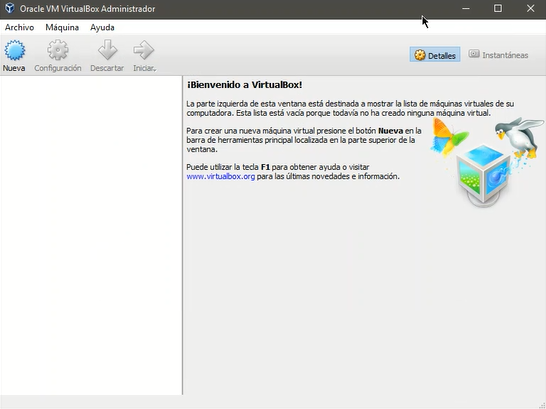 Oracle VM VirtualBox Administrador
Archivo Máquina Ayuda
Nueva Configuración Descartar Iniciar. Detalles Instantáneas
¡Bienvenido a VirtualBox!
La parte izquierda de esta ventana está destinada a mostrar la lista de máquinas virtuales de su
computadora. Esta lista está vacía porque todavía no ha creado ninguna máquina virtual.
Para crear una nueva máquina virtual presione el botón Nueva en la
barra de herramientas principal localizada en la parte superior de la
ventana.
Puede utilizar la tecla F1 para obtener ayuda o visitar
www.virtualbox.org para las últimas novedades e información.